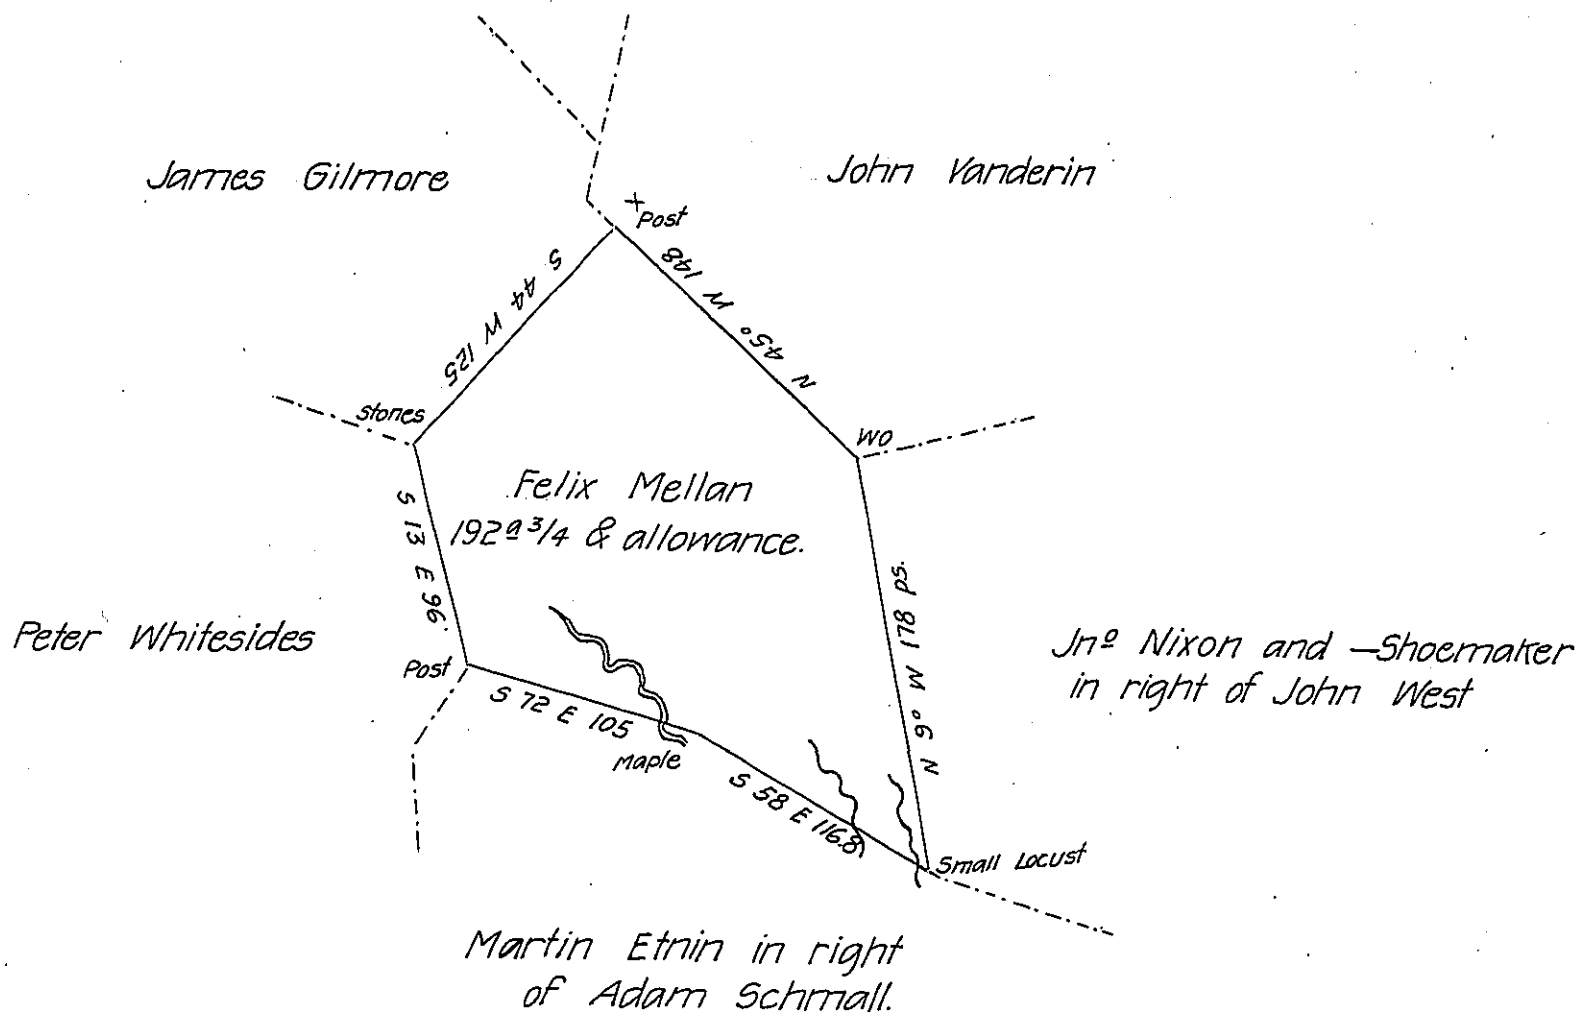 James Gilmore
John Vanderin
+
Post
S 44 W 125
N 45° W 148
Stones
WO
Felix Mellan
192ª 3/4 & allowance.
S 13 E 96
N 9° W 178 ps.
Peter Whitesides
Jnº Nixon and —Shoemaker
in right of John West
Post
S 72 E 105
Maple
S 58 E 116.8
Small Locust
Martin Etnin in right
of Adam Schmall.